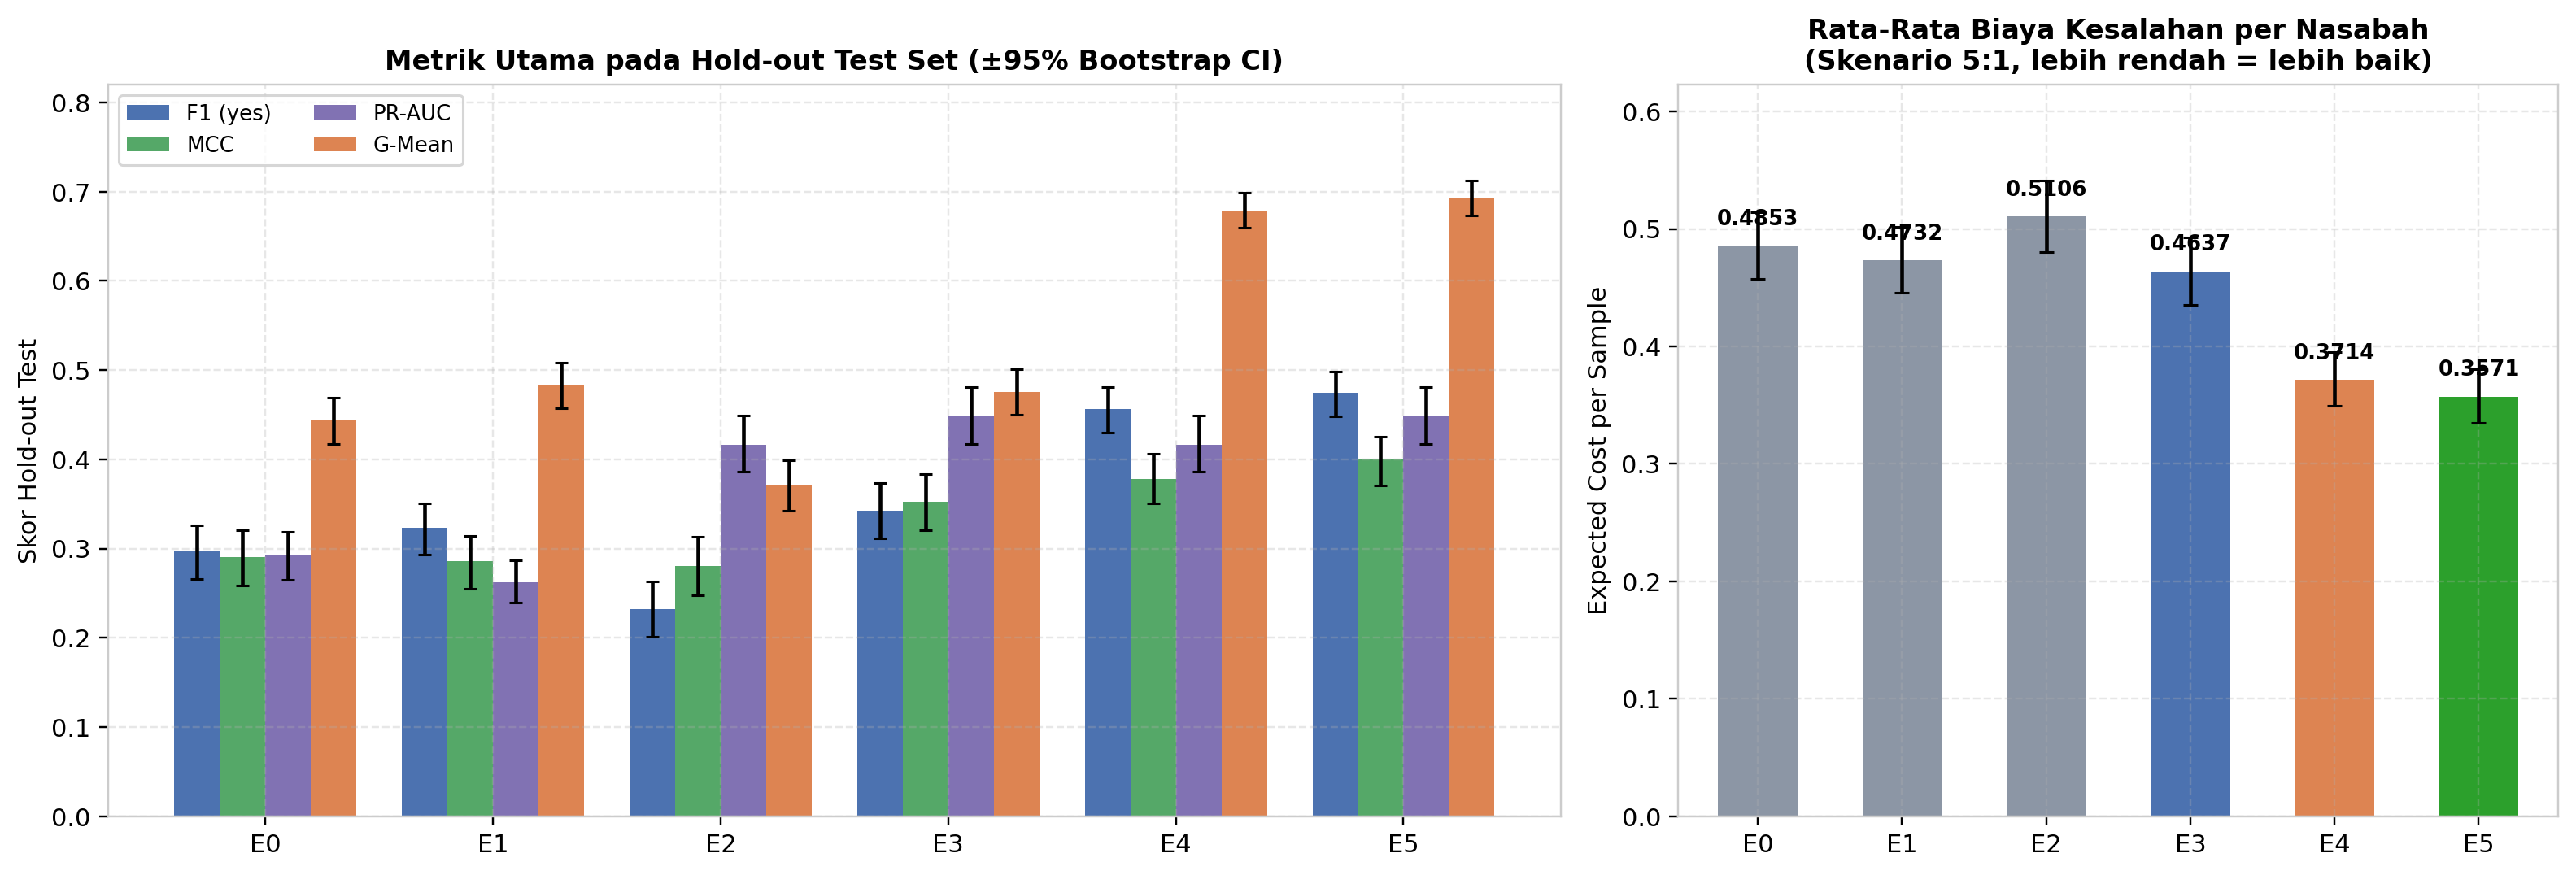 Metrik Utama pada Hold-out Test Set (±95% Bootstrap CI)
F1 (yes)
MCC
PR-AUC
G-Mean
Skor Hold-out Test
0.8
0.7
0.6
0.5
0.4
0.3
0.2
0.1
0.0
E0 E1 E2 E3 E4 E5
Rata-Rata Biaya Kesalahan per Nasabah
(Skenario 5:1, lebih rendah = lebih baik)
Expected Cost per Sample
0.6
0.5
0.4
0.3
0.2
0.1
0.0
0.4853
0.4732
0.5106
0.4637
0.3714
0.3571
E0 E1 E2 E3 E4 E5